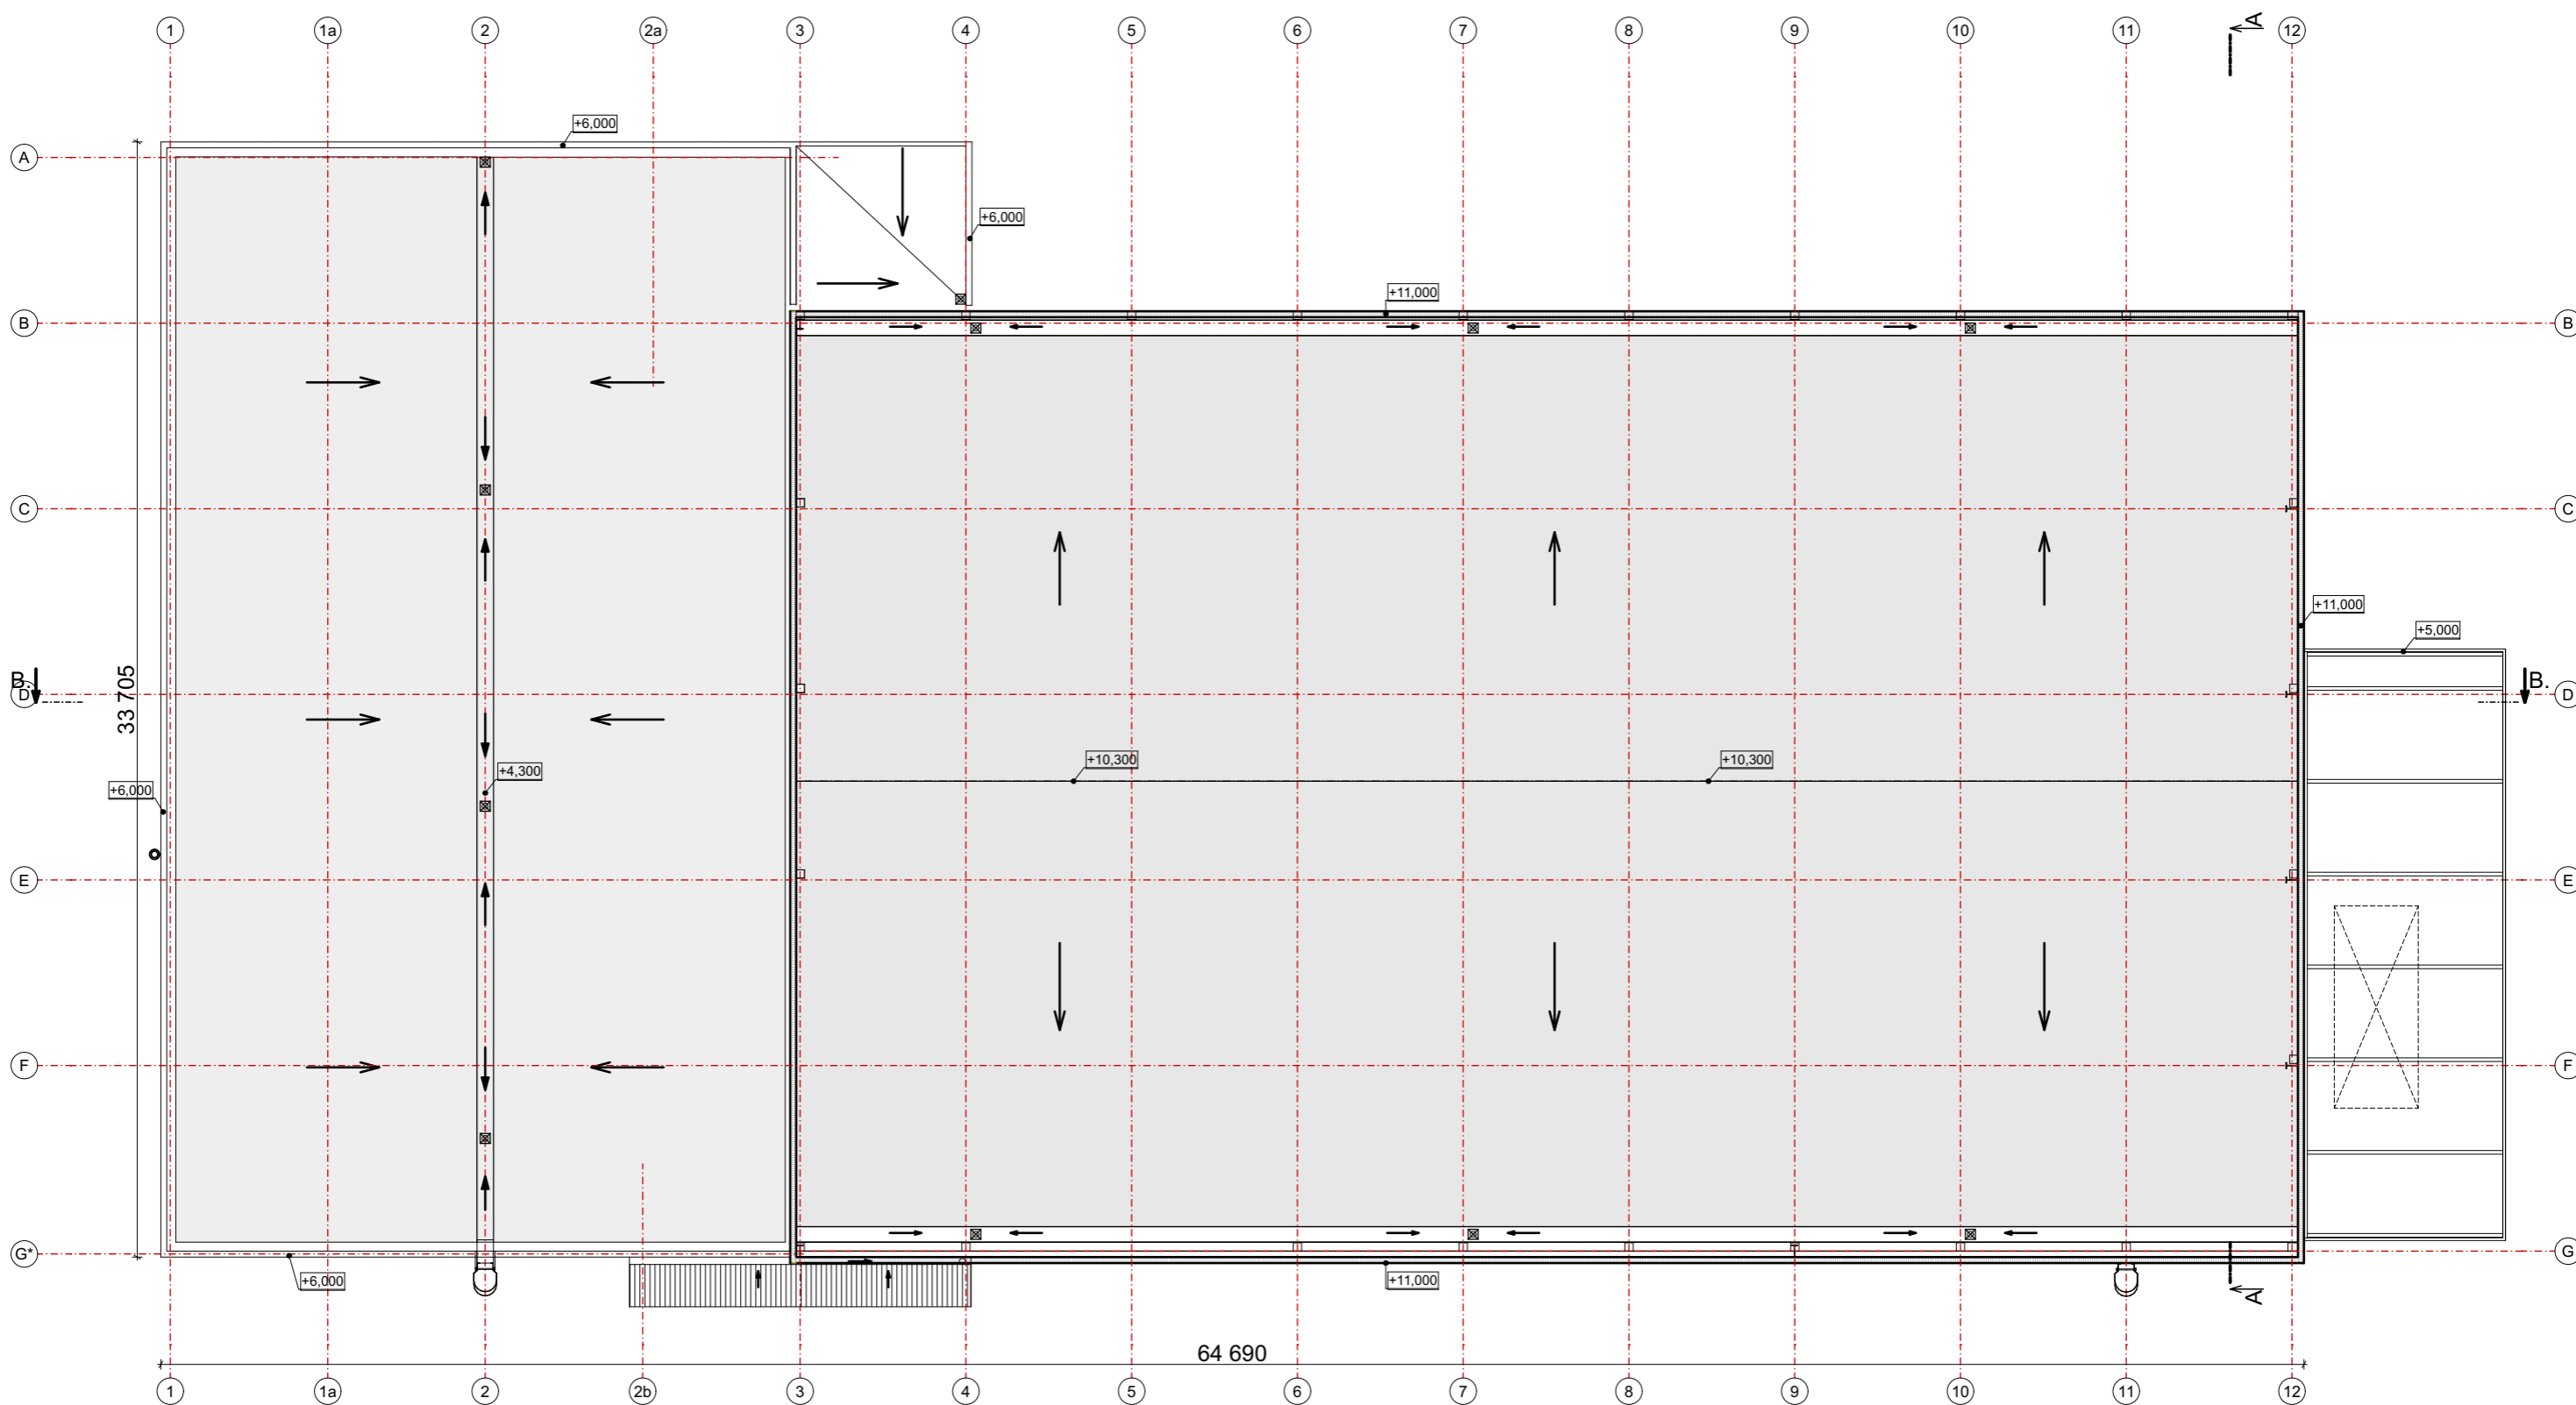 1 1a 2 2a 3 4 5 6 7 8 9 10 11 A 12
+6,000
A
+6,000
+11,000
B B
C C
+11,000
+5,000
B. B.
D D
33 705
+10,300 +10,300
+4,300
+6,000
E E
F F
G* G
+6,000 +11,000
A
64 690
1 1a 2 2b 3 4 5 6 7 8 9 10 11 12